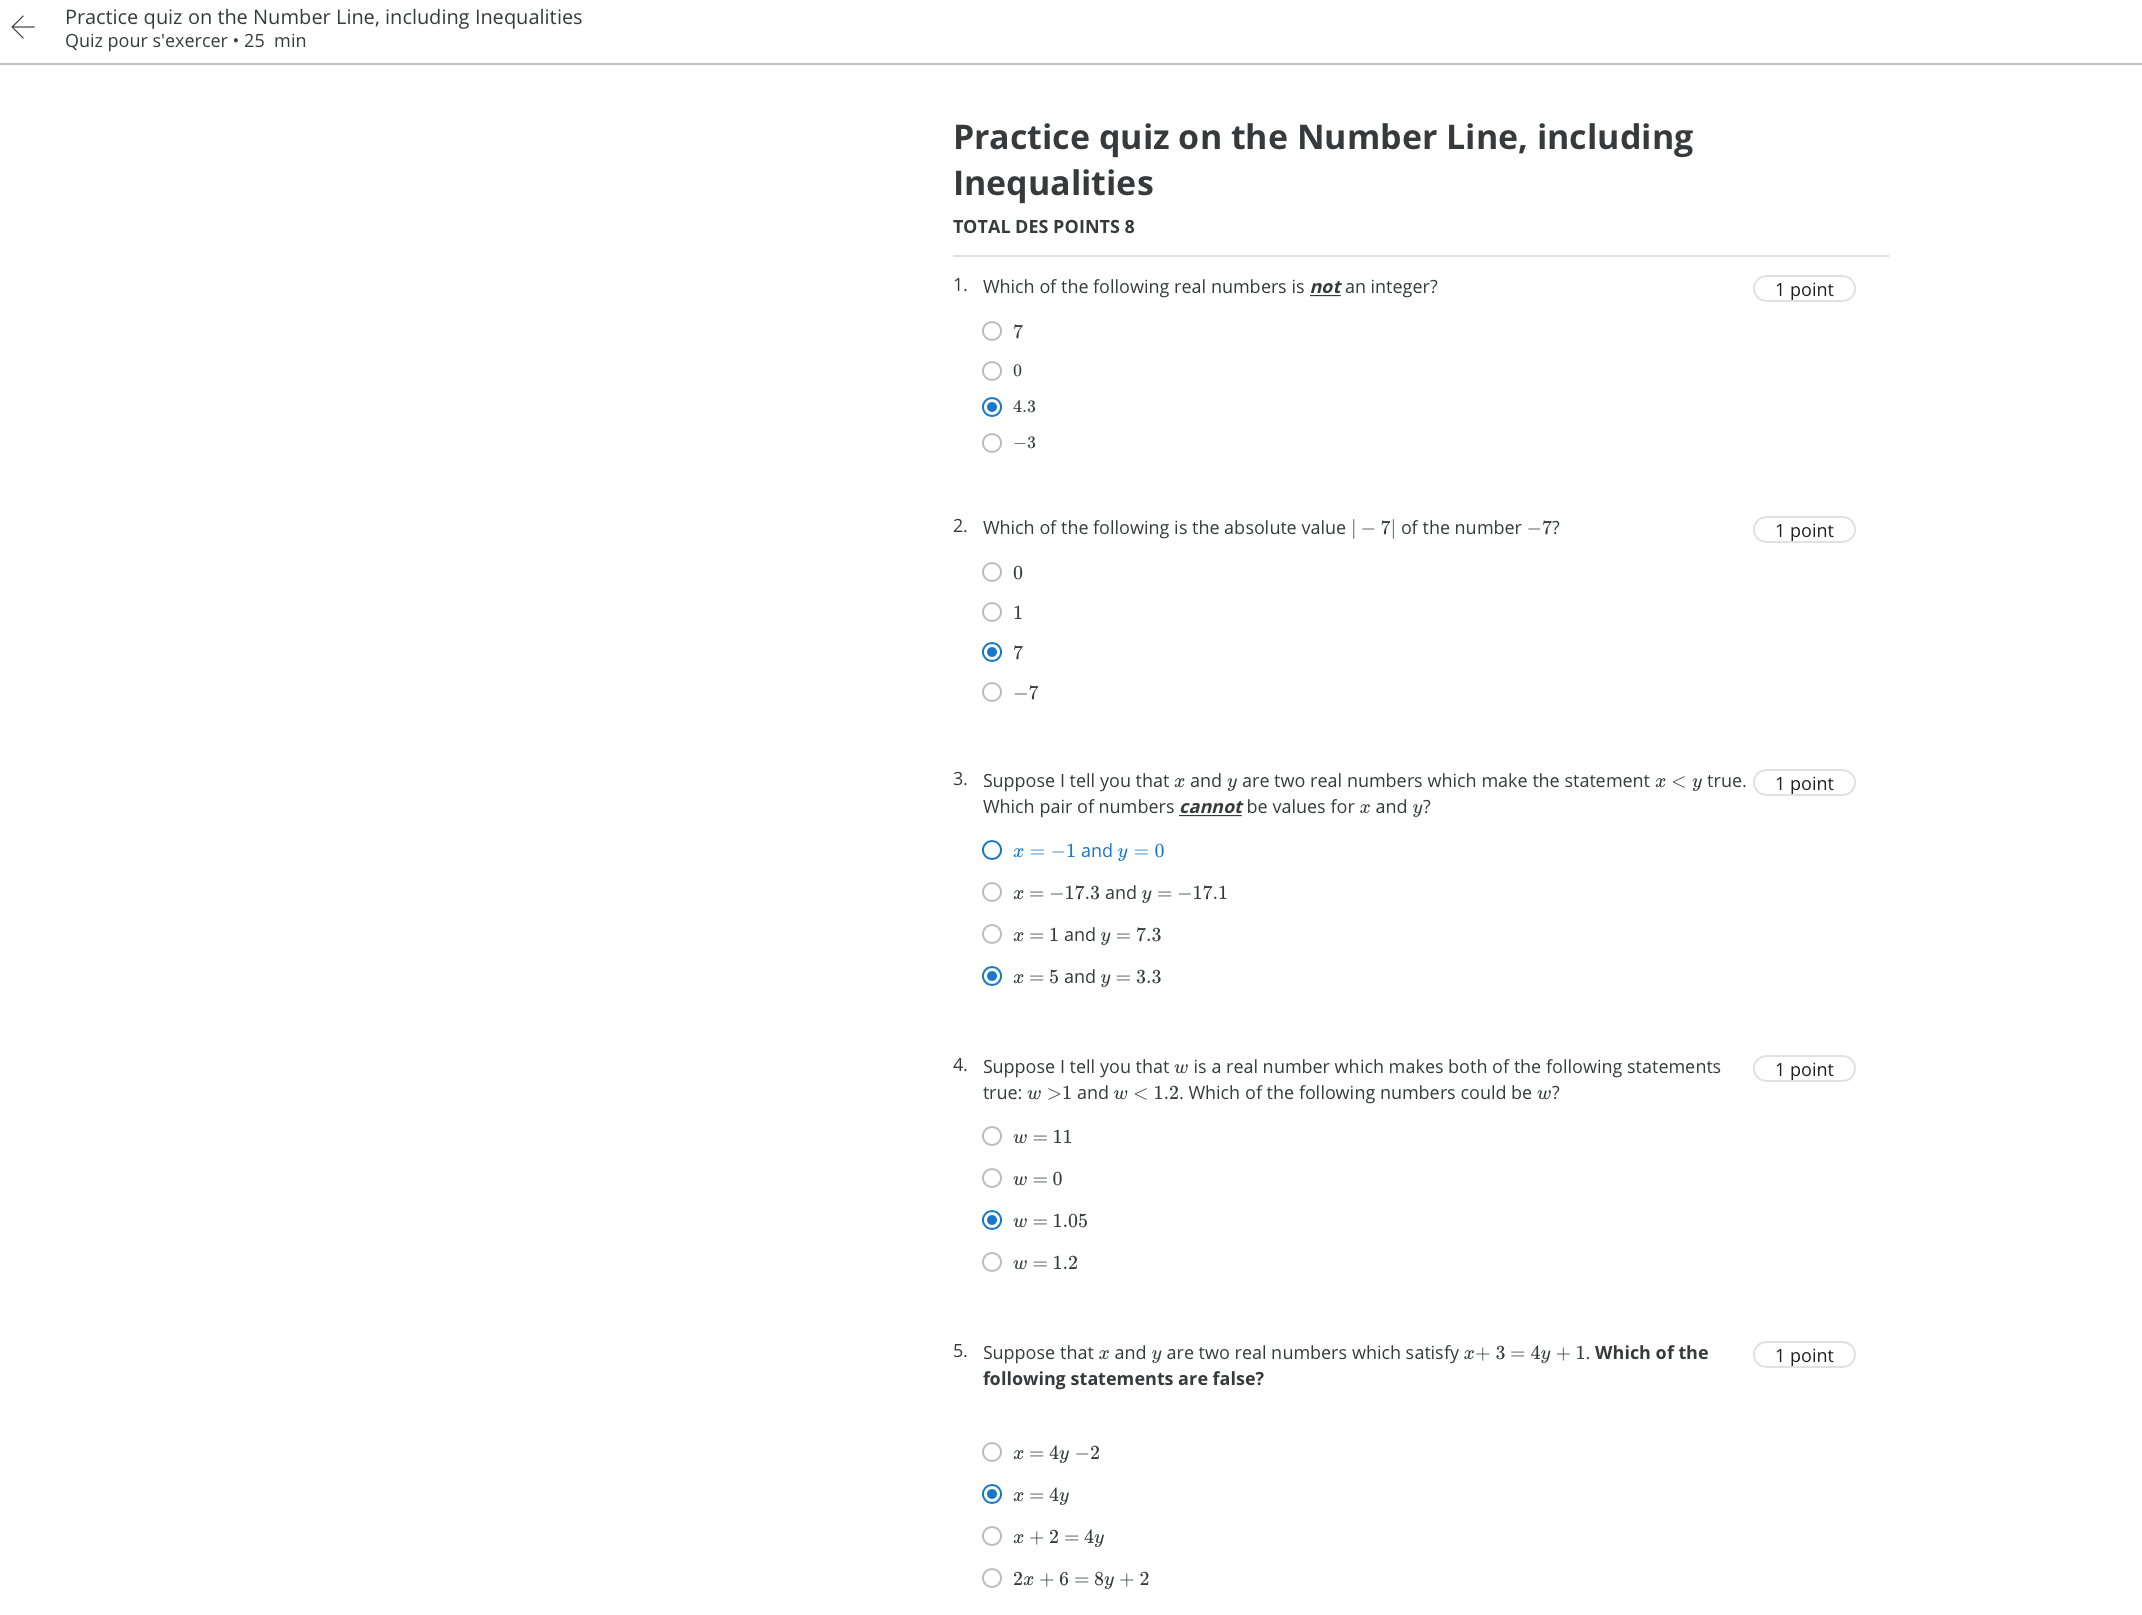 Practice quiz on the Number Line, including Inequalities
Quiz pour s'exercer • 25 min
Practice quiz on the Number Line, including
Inequalities
TOTAL DES POINTS 8
1. Which of the following real numbers is not an integer? 1 point
7
0
4.3
−3
2. Which of the following is the absolute value | − 7| of the number −7? 1 point
0
1
7
−7
3. Suppose I tell you that x and y are two real numbers which make the statement x < y true. 1 point
Which pair of numbers cannot be values for x and y?
x = −1 and y = 0
x = −17.3 and y = −17.1
x = 1 and y = 7.3
x = 5 and y = 3.3
4. Suppose I tell you that w is a real number which makes both of the following statements 1 point
true: w >1 and w < 1.2. Which of the following numbers could be w?
w = 11
w = 0
w = 1.05
w = 1.2
5. Suppose that x and y are two real numbers which satisfy x+ 3 = 4y + 1. Which of the 1 point
following statements are false?
x = 4y −2
x = 4y
x + 2 = 4y
2x + 6 = 8y + 2